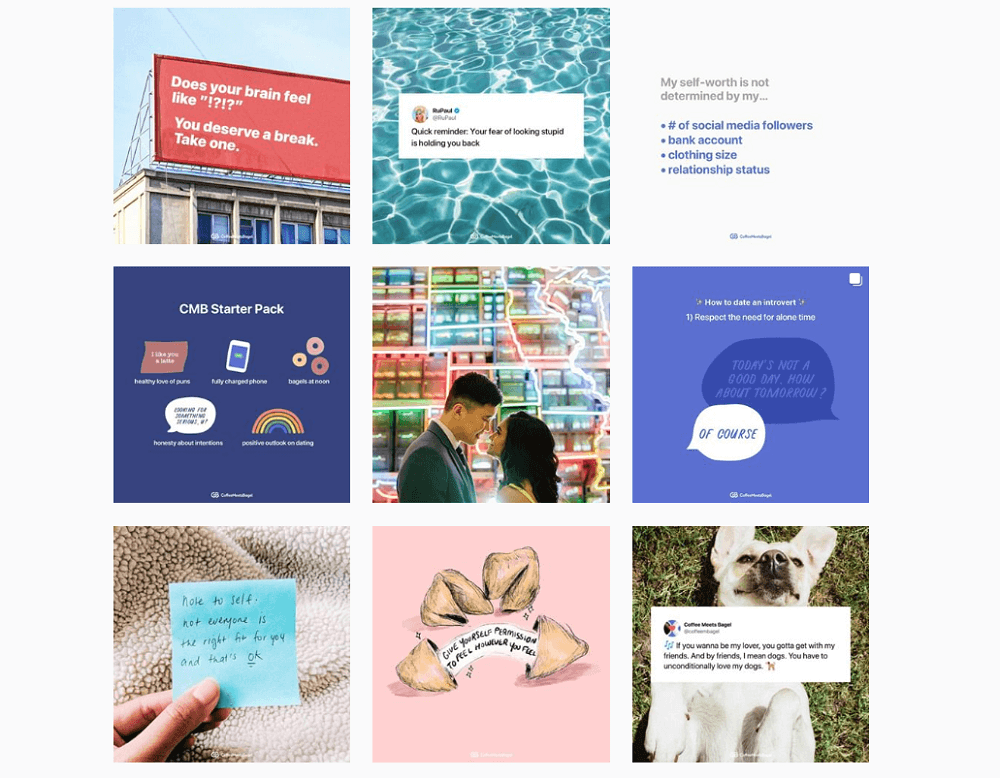 Does your brain feel
like "!?!?"
You deserve a break.
Take one.
CoffeeMeetsBagel
RuPaul
@RuPaul
Quick reminder: Your fear of looking stupid
is holding you back
CoffeeMeetsBagel
My self-worth is not
determined by my...
• # of social media followers
• bank account
• clothing size
• relationship status
CoffeeMeetsBagel
CMB Starter Pack
I like you
a latte
healthy love of puns
fully charged phone
bagels at noon
LOOKING FOR
SOMETHING
SERIOUS, U?
honesty about intentions
positive outlook on dating
CoffeeMeetsBagel
✨ How to date an introvert ✨
1) Respect the need for alone time
TODAY'S NOT A
GOOD DAY. HOW
ABOUT TOMORROW?
OF COURSE
CoffeeMeetsBagel
note to self.
not everyone is
the right fit for you
and that's OK
CoffeeMeetsBagel
GIVE YOURSELF PERMISSION
TO FEEL HOWEVER YOU FEEL
CoffeeMeetsBagel
Coffee Meets Bagel
@coffeembagel
🎶 If you wanna be my lover, you gotta get with my
friends. And by friends, I mean dogs. You have to
unconditionally love my dogs. 🐕
CoffeeMeetsBagel